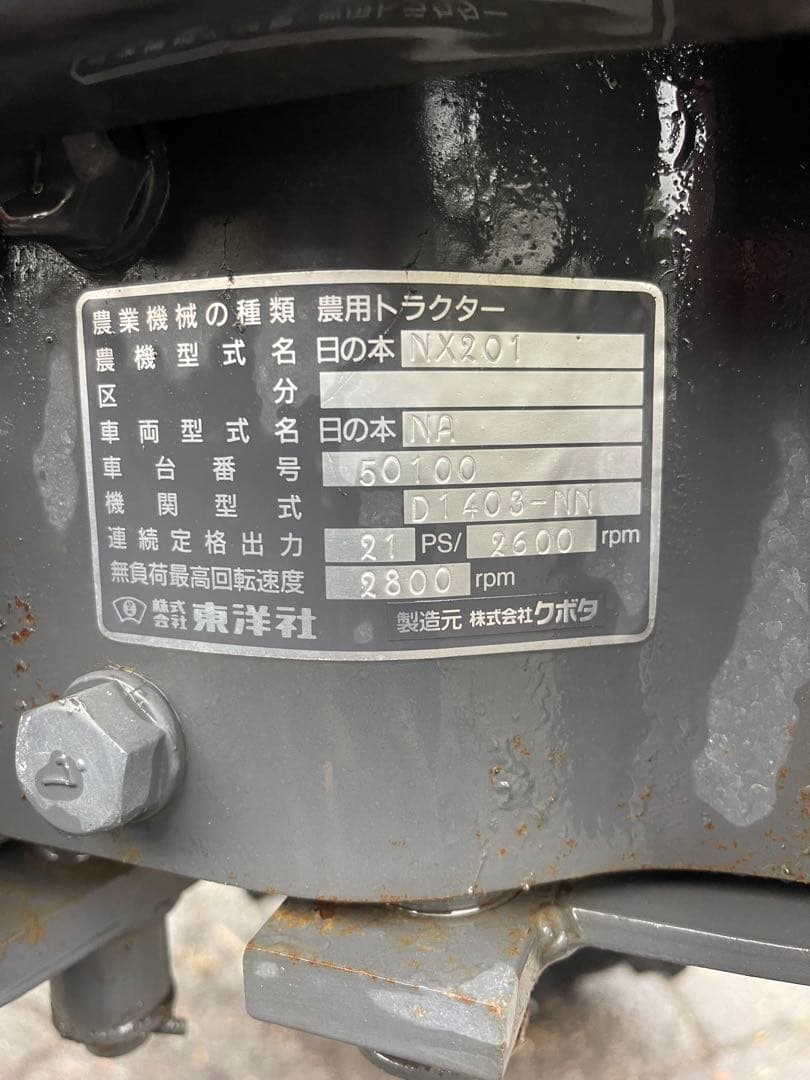 農業機械の種類 農用トラクター
農機型式名 日の本 NX201
区分
車両型式名 日の本 NA
車台番号 50100
機関型式 D1403-NN
連続定格出力 21 PS/ 2600 rpm
無負荷最高回転速度 2800 rpm
株式会社 東洋社 製造元 株式会社クボタ